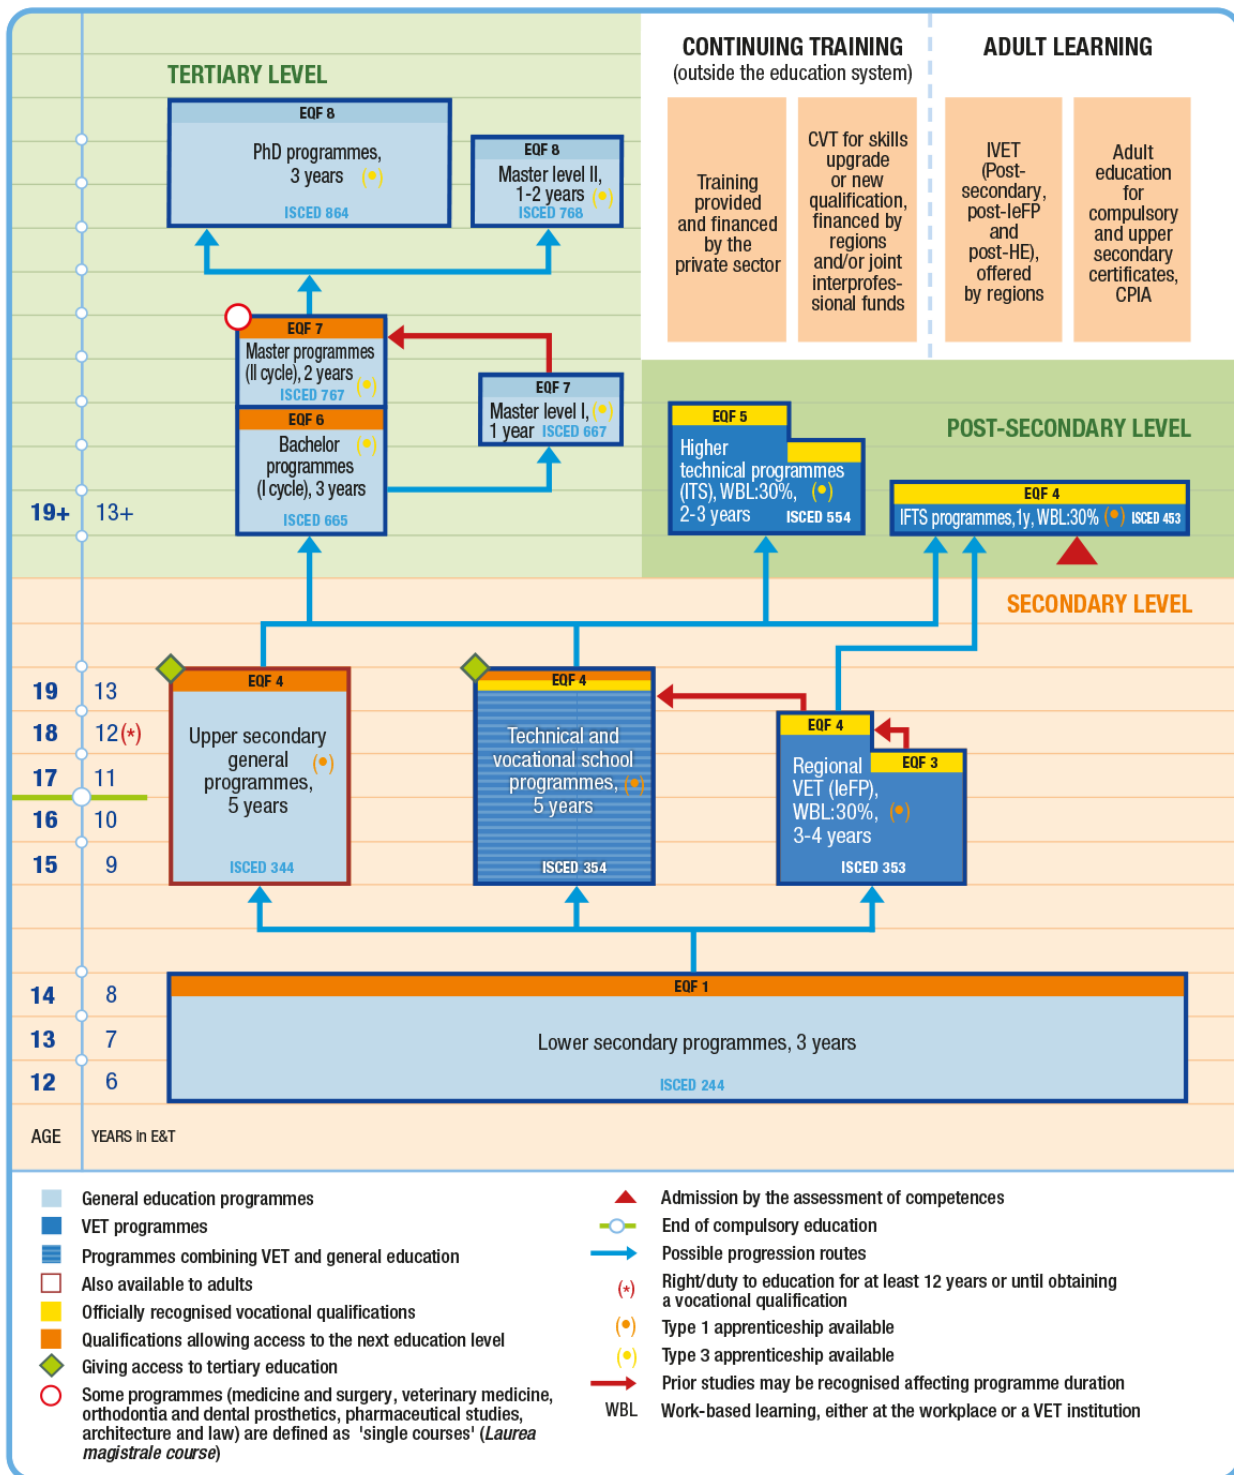 CONTINUING TRAINING
(outside the education system)
ADULT LEARNING
TERTIARY LEVEL
EQF 8
PhD programmes,
3 years (•)
ISCED 864
EQF 8
Master level II,
1-2 years (•)
ISCED 768
Training
provided
and financed
by the
private sector
CVT for skills
upgrade
or new
qualification,
financed by
regions
and/or joint
interprofes-
sional funds
IVET
(Post-
secondary,
post-IeFP
and
post-HE),
offered
by regions
Adult
education
for
compulsory
and upper
secondary
certificates,
CPIA
EQF 7
Master programmes
(II cycle), 2 years (•)
ISCED 767
EQF 6
Bachelor (•)
programmes
(I cycle), 3 years
ISCED 665
EQF 7
Master level I, (•)
1 year ISCED 667
POST-SECONDARY LEVEL
EQF 5
Higher
technical programmes
(ITS), WBL:30%, (•)
2-3 years ISCED 554
EQF 4
IFTS programmes,1y, WBL:30% (•) ISCED 453
19+ 13+
SECONDARY LEVEL
19 13
18 12(*)
17 11
16 10
15 9
EQF 4
Upper secondary
general (•)
programmes,
5 years
ISCED 344
EQF 4
Technical and
vocational school
programmes, (•)
5 years
ISCED 354
EQF 4
EQF 3
Regional
VET (IeFP),
WBL:30%, (•)
3-4 years
ISCED 353
14 8
13 7
12 6
EQF 1
Lower secondary programmes, 3 years
ISCED 244
AGE YEARS in E&T
General education programmes
VET programmes
Programmes combining VET and general education
Also available to adults
Officially recognised vocational qualifications
Qualifications allowing access to the next education level
Giving access to tertiary education
Some programmes (medicine and surgery, veterinary medicine,
orthodontia and dental prosthetics, pharmaceutical studies,
architecture and law) are defined as 'single courses' (Laurea
magistrale course)
Admission by the assessment of competences
End of compulsory education
Possible progression routes
(*) Right/duty to education for at least 12 years or until obtaining
a vocational qualification
(•) Type 1 apprenticeship available
(•) Type 3 apprenticeship available
Prior studies may be recognised affecting programme duration
WBL Work-based learning, either at the workplace or a VET institution